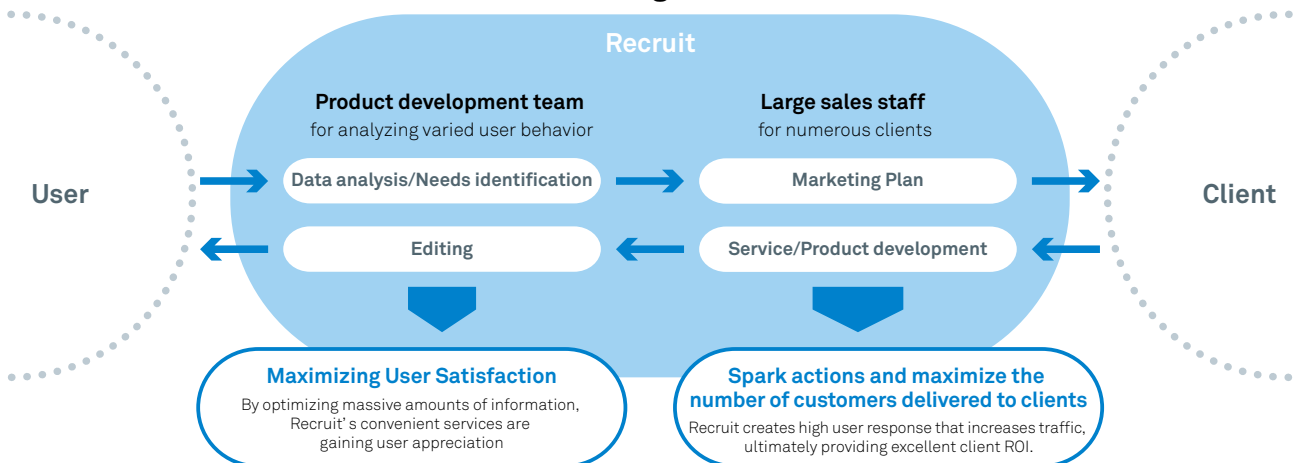 Recruit
Product development team
for analyzing varied user behavior
Large sales staff
for numerous clients
User
Data analysis/Needs identification
Marketing Plan
Client
Editing
Service/Product development
Maximizing User Satisfaction
By optimizing massive amounts of information,
Recruit's convenient services are
gaining user appreciation
Spark actions and maximize the
number of customers delivered to clients
Recruit creates high user response that increases traffic,
ultimately providing excellent client ROI.